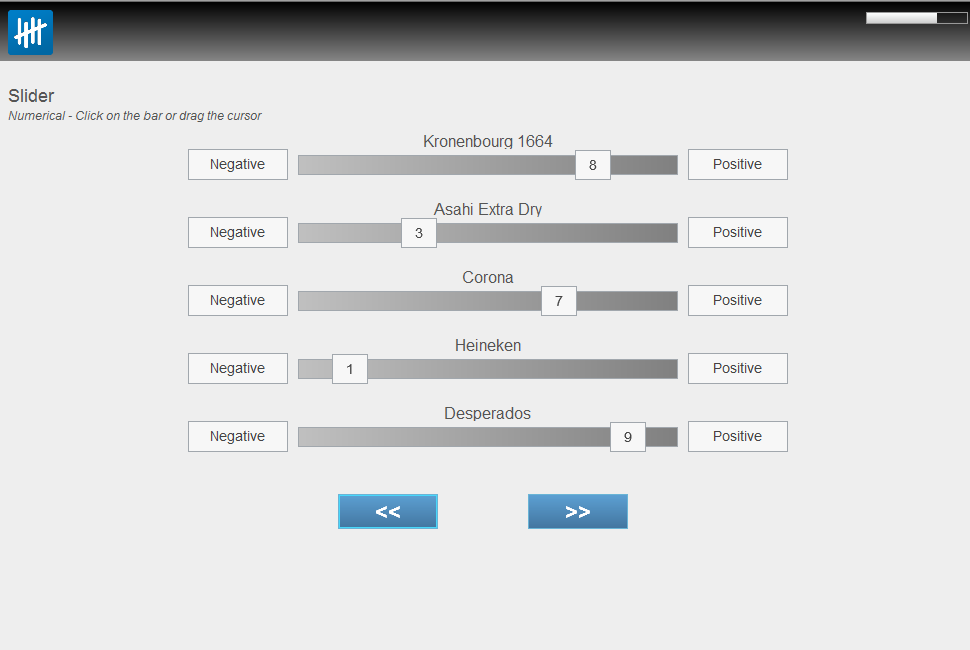 Slider
Numerical - Click on the bar or drag the cursor
Kronenbourg 1664
Negative 8 Positive
Asahi Extra Dry
Negative 3 Positive
Corona
Negative 7 Positive
Heineken
Negative 1 Positive
Desperados
Negative 9 Positive
<< >>